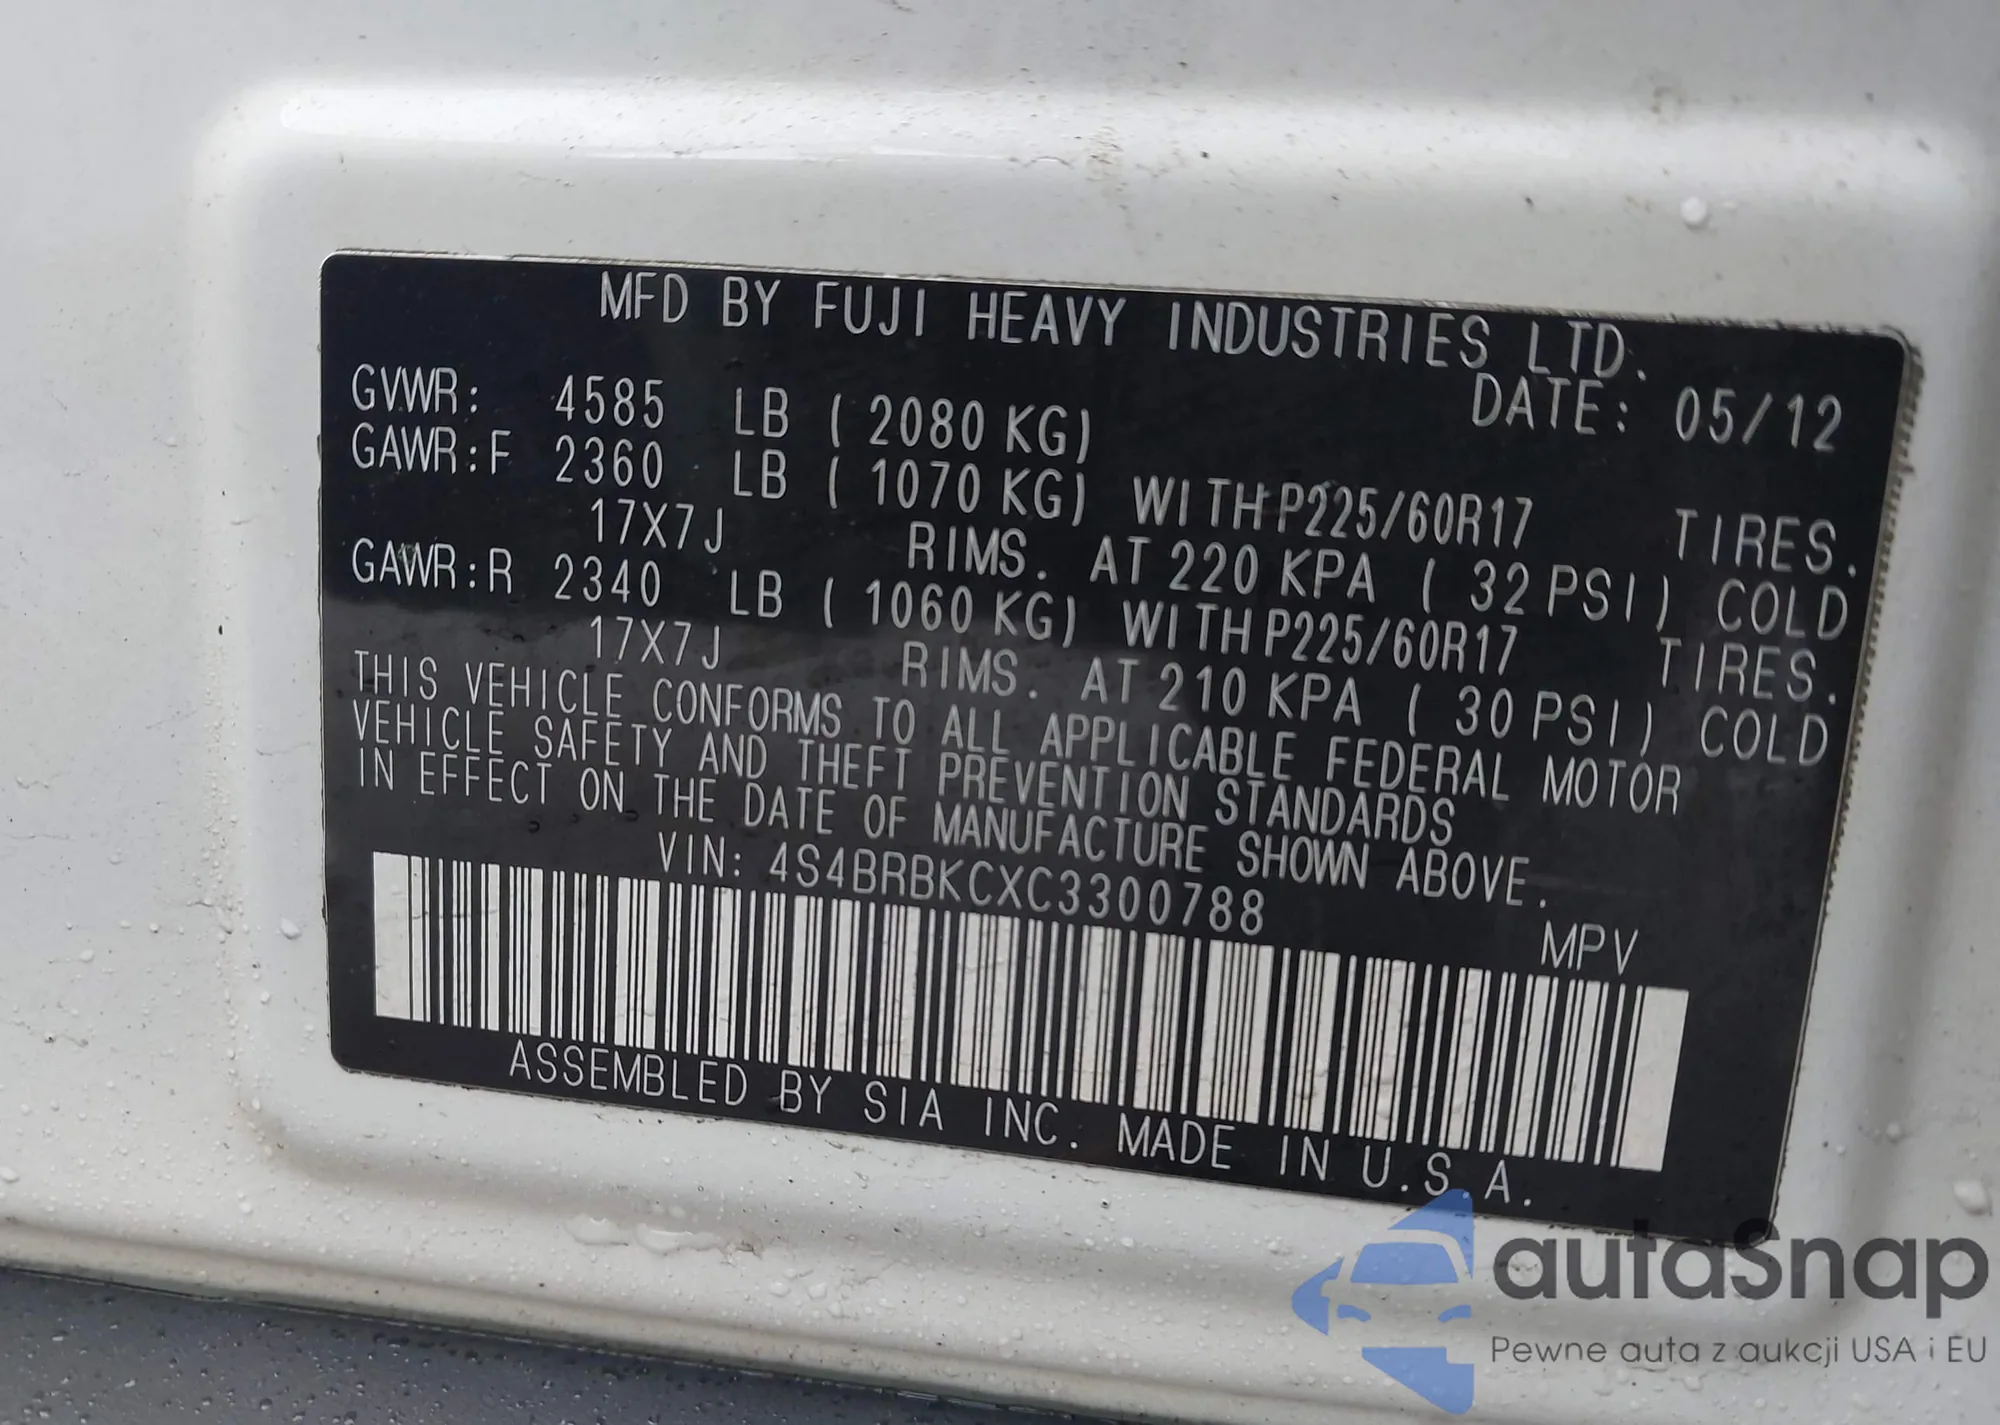 MFD BY FUJI HEAVY INDUSTRIES LTD.
DATE: 05/12
GVWR: 4585 LB ( 2080 KG)
GAWR:F 2360 LB ( 1070 KG) WITH P225/60R17 TIRES.
17X7J RIMS. AT 220 KPA ( 32 PSI) COLD
GAWR:R 2340 LB ( 1060 KG) WITH P225/60R17 TIRES.
17X7J RIMS. AT 210 KPA ( 30 PSI) COLD
THIS VEHICLE CONFORMS TO ALL APPLICABLE FEDERAL MOTOR
VEHICLE SAFETY AND THEFT PREVENTION STANDARDS
IN EFFECT ON THE DATE OF MANUFACTURE SHOWN ABOVE.
VIN: 4S4BRBKCXC3300788
MPV
ASSEMBLED BY SIA INC. MADE IN U.S.A.
autaSnap
Pewne auta z aukcji USA i EU